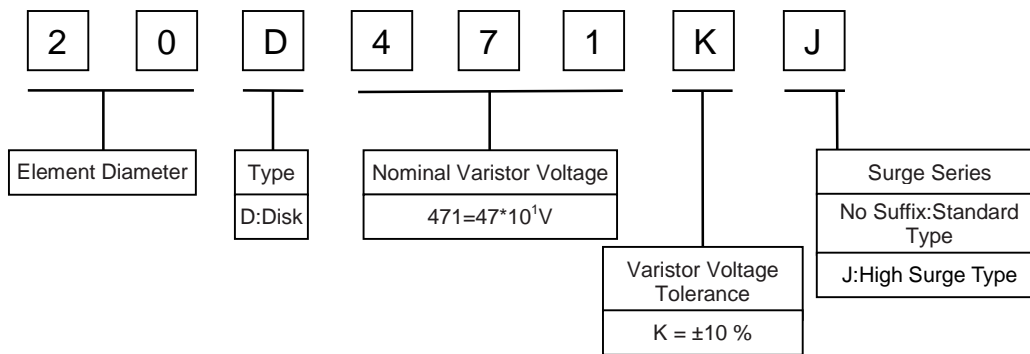 2 0 D 4 7 1 K J
Element Diameter
Type
D:Disk
Nominal Varistor Voltage
471=47*10¹V
Varistor Voltage
Tolerance
K = ±10 %
Surge Series
No Suffix:Standard
Type
J:High Surge Type